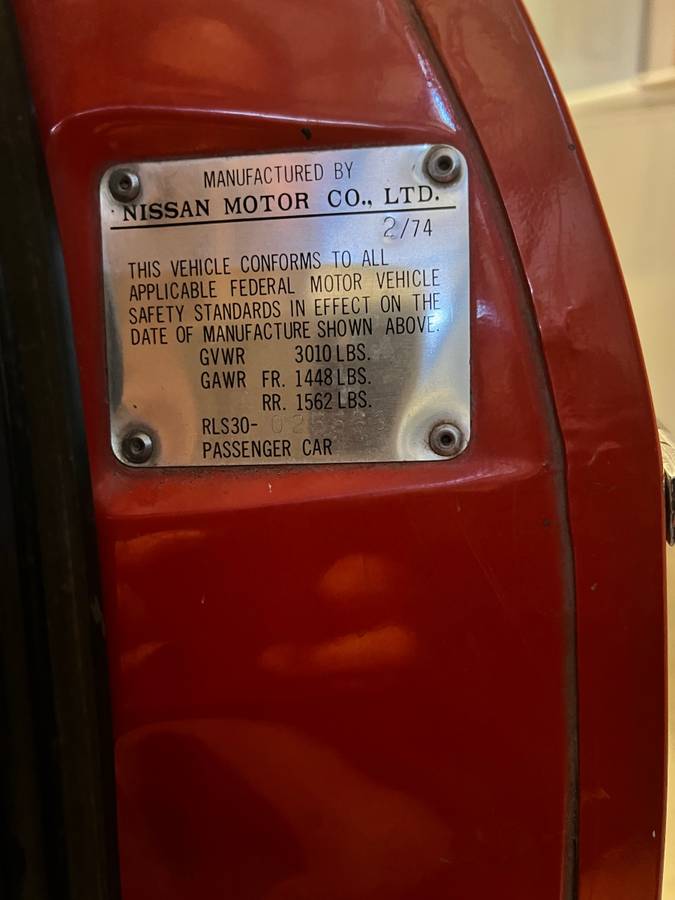 MANUFACTURED BY
NISSAN MOTOR CO., LTD.
2/74
THIS VEHICLE CONFORMS TO ALL
APPLICABLE FEDERAL MOTOR VEHICLE
SAFETY STANDARDS IN EFFECT ON THE
DATE OF MANUFACTURE SHOWN ABOVE.
GVWR 3010 LBS.
GAWR FR. 1448 LBS.
RR. 1562 LBS.
RLS30-
PASSENGER CAR